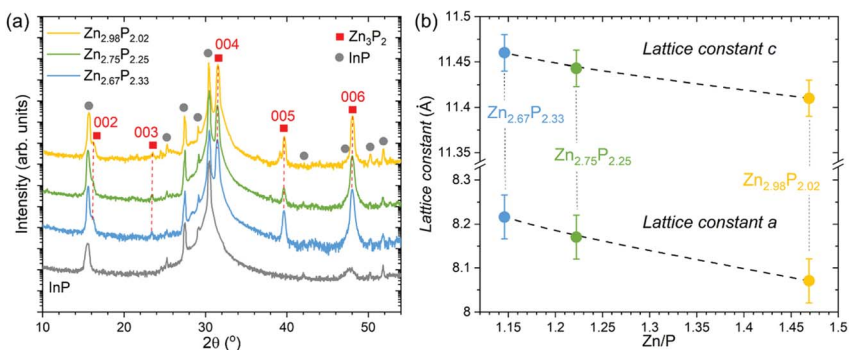 (a)
Zn2.98P2.02
Zn2.75P2.25
Zn2.67P2.33
Zn3P2
InP
002
003
004
005
006
InP
Intensity (arb. units)
10 20 30 40 50
2θ (°)
(b)
11.5
11.45
11.4
11.35
8.3
8.2
8.1
8
Lattice constant (Å)
Lattice constant c
Zn2.67P2.33
Zn2.75P2.25
Zn2.98P2.02
Lattice constant a
1.15 1.2 1.25 1.3 1.35 1.4 1.45 1.5
Zn/P